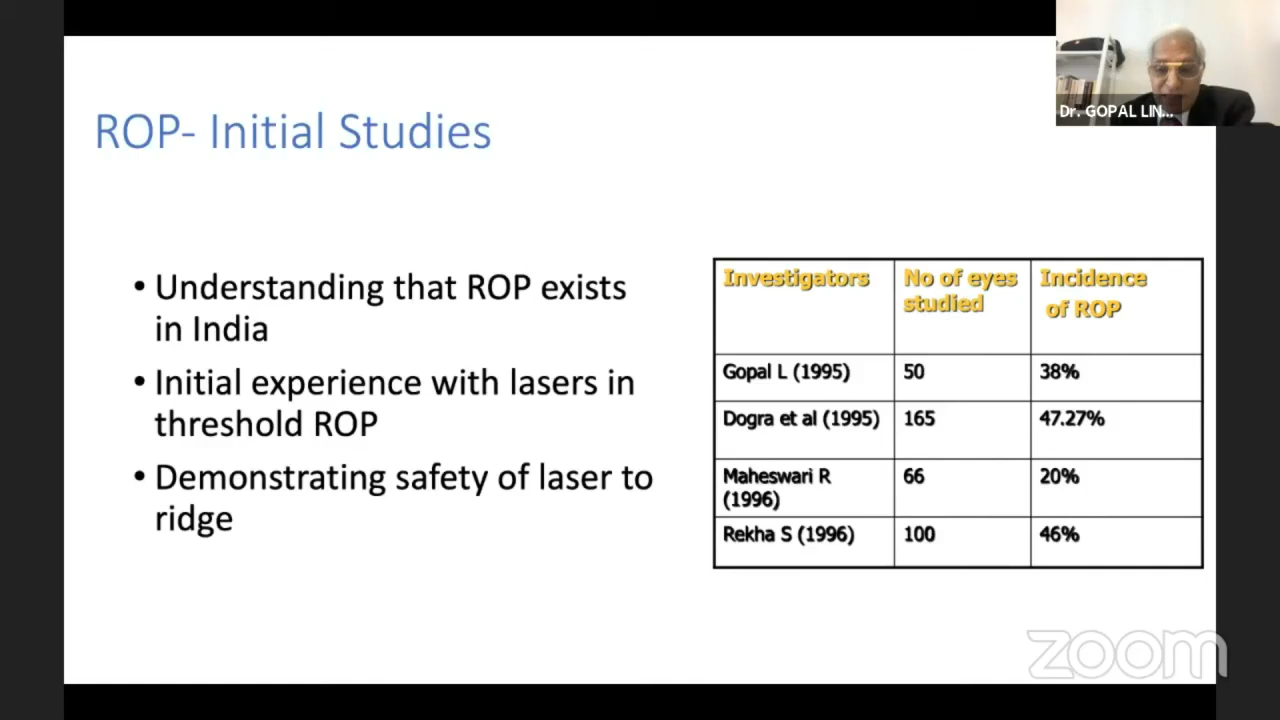 Dr. GOPAL LIN...
ROP- Initial Studies
• Understanding that ROP exists
in India
• Initial experience with lasers in
threshold ROP
• Demonstrating safety of laser to
ridge
Investigators No of eyes studied Incidence of ROP
Gopal L (1995) 50 38%
Dogra et al (1995) 165 47.27%
Maheswari R (1996) 66 20%
Rekha S (1996) 100 46%
zoom